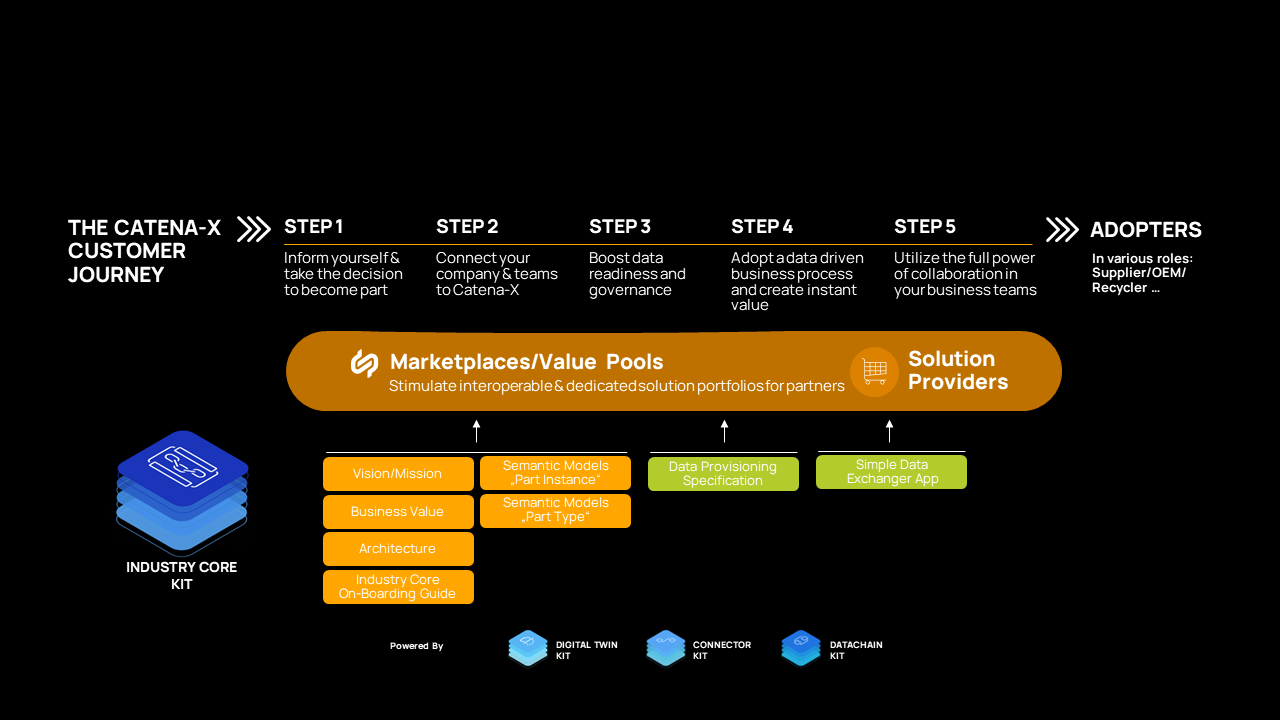 THE CATENA-X
CUSTOMER
JOURNEY
STEP 1
Inform yourself &
take the decision
to become part
STEP 2
Connect your
company & teams
to Catena-X
STEP 3
Boost data
readiness and
governance
STEP 4
Adopt a data driven
business process
and create instant
value
STEP 5
Utilize the full power
of collaboration in
your business teams
ADOPTERS
In various roles:
Supplier/OEM/
Recycler ...
Marketplaces/Value Pools
Stimulate interoperable & dedicated solution portfolios for partners
Solution
Providers
INDUSTRY CORE
KIT
Vision/Mission
Business Value
Architecture
Industry Core
On-Boarding Guide
Semantic Models
„Part Instance“
Semantic Models
„Part Type“
Data Provisioning
Specification
Simple Data
Exchanger App
Powered By
DIGITAL TWIN
KIT
CONNECTOR
KIT
DATACHAIN
KIT